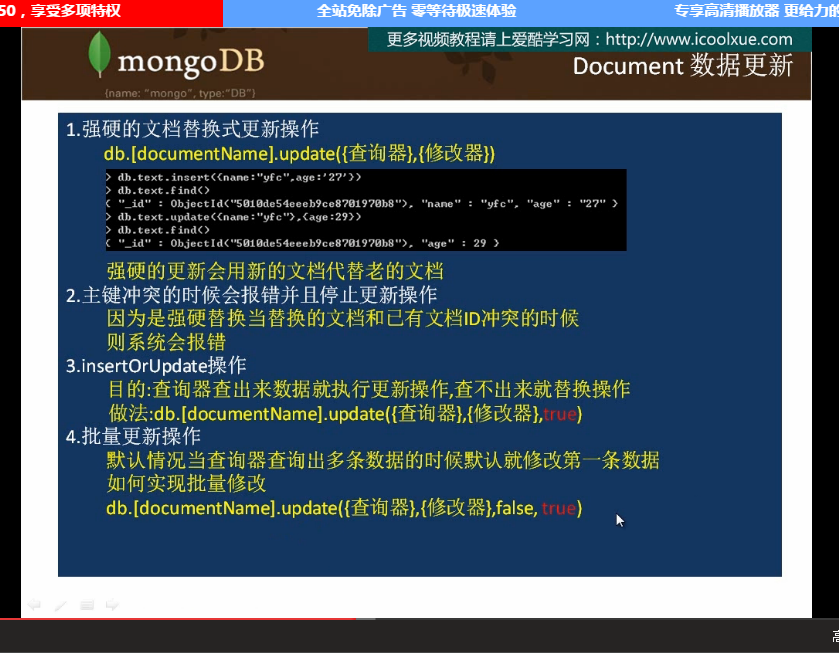 50，享受多项特权
全站免除广告 零等待极速体验
专享高清播放器 更给力的
更多视频教程请上爱酷学习网：http://www.icoolxue.com
mongoDB
Document 数据更新
{name: "mongo", type:"DB"}
1.强硬的文档替换式更新操作
db.[documentName].update({查询器},{修改器})
> db.text.insert({name:"yfc",age:'27'})
> db.text.find()
{ "_id" : ObjectId("5010de54eeeb9ce8701970b8"), "name" : "yfc", "age" : "27" }
> db.text.update({name:"yfc"},{age:29})
> db.text.find()
{ "_id" : ObjectId("5010de54eeeb9ce8701970b8"), "age" : 29 }
强硬的更新会用新的文档代替老的文档
2.主键冲突的时候会报错并且停止更新操作
因为是强硬替换当替换的文档和已有文档ID冲突的时候
则系统会报错
3.insertOrUpdate操作
目的:查询器查出来数据就执行更新操作,查不出来就替换操作
做法:db.[documentName].update({查询器},{修改器},true)
4.批量更新操作
默认情况当查询器查询出多条数据的时候默认就修改第一条数据
如何实现批量修改
db.[documentName].update({查询器},{修改器},false, true)